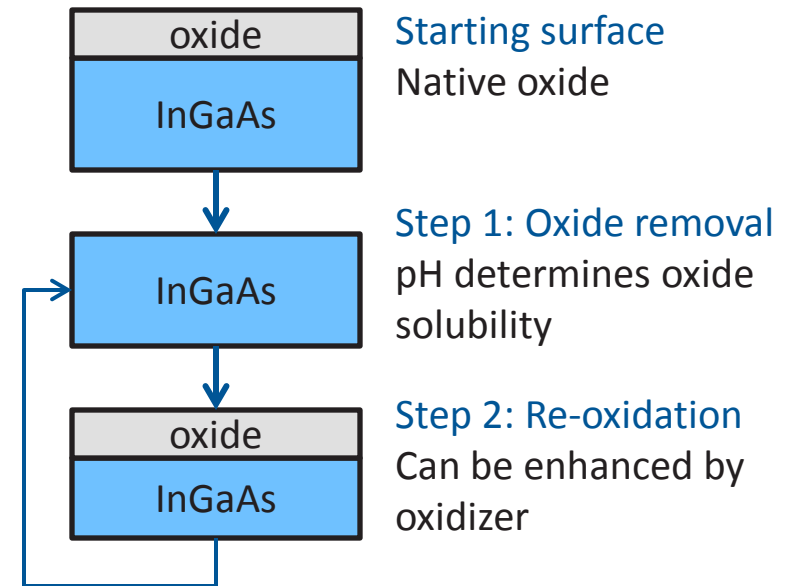 oxide
InGaAs
Starting surface
Native oxide
InGaAs
Step 1: Oxide removal
pH determines oxide
solubility
oxide
InGaAs
Step 2: Re-oxidation
Can be enhanced by
oxidizer